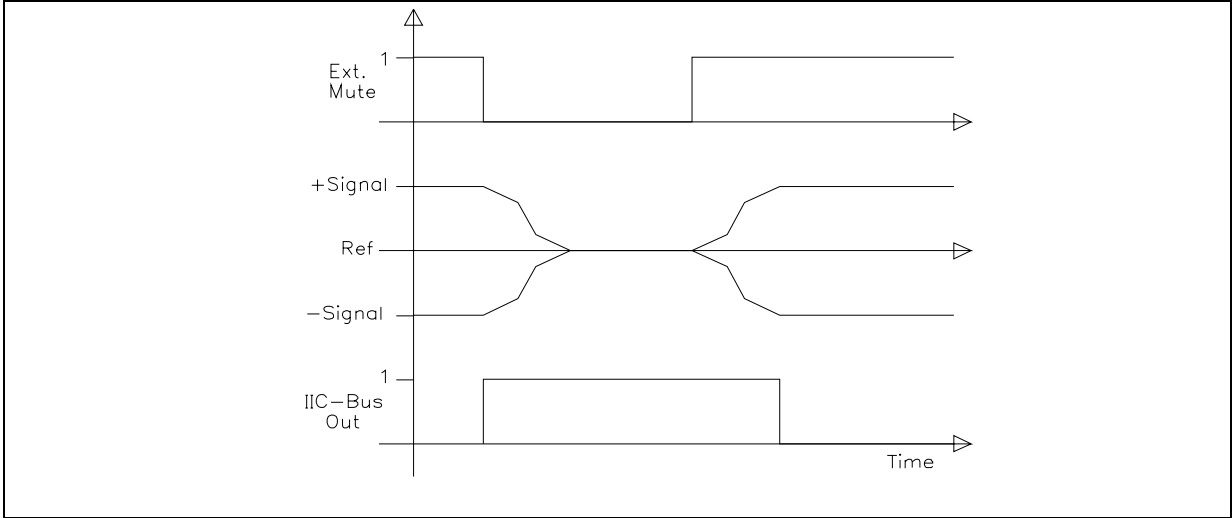 1
Ext.
Mute
+Signal
Ref
−Signal
1
IIC−Bus
Out
Time